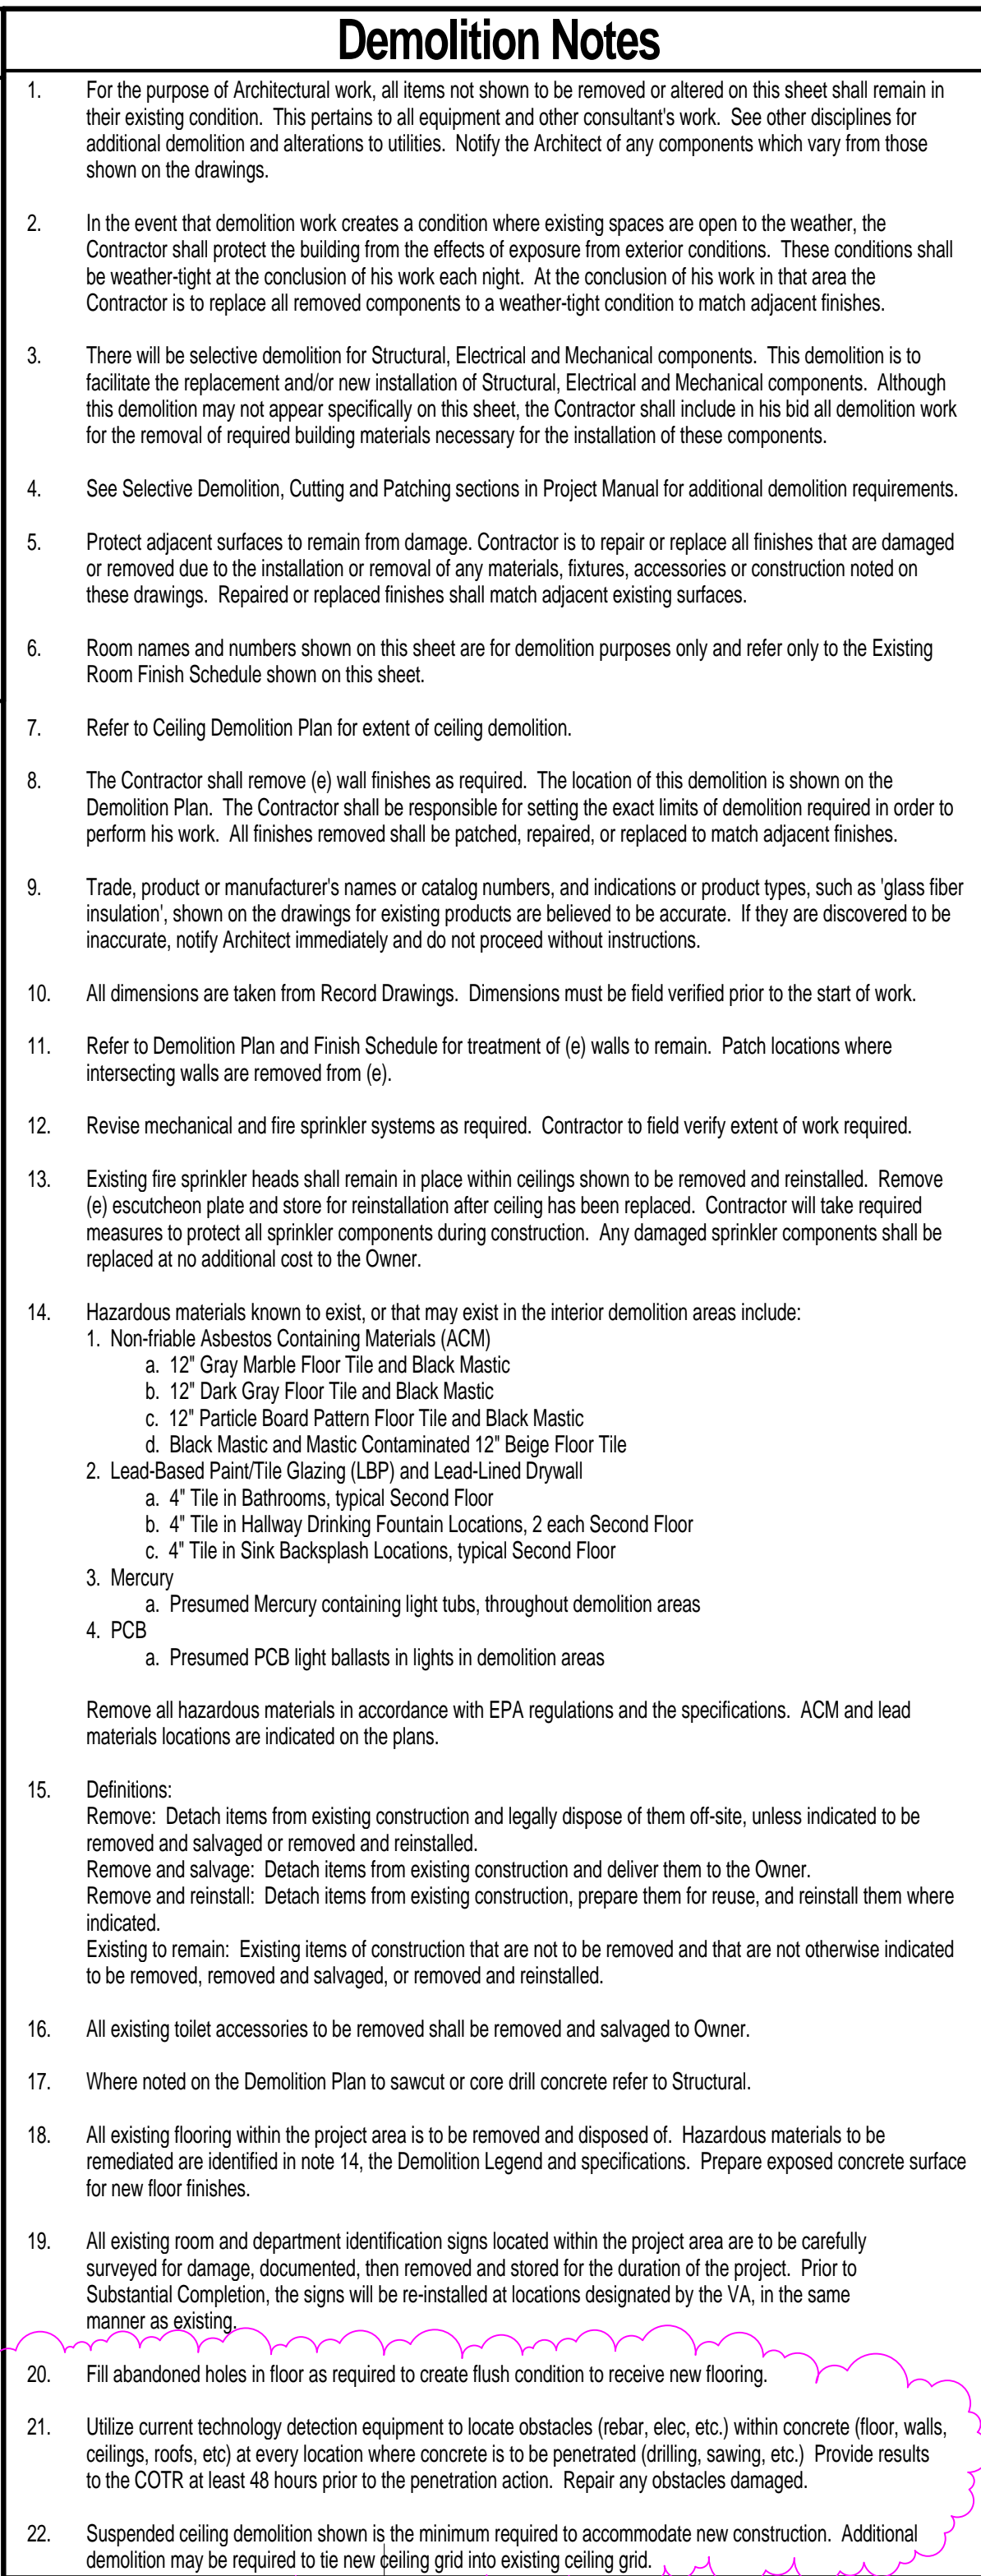 Demolition Notes
1. For the purpose of Architectural work, all items not shown to be removed or altered on this sheet shall remain in
their existing condition. This pertains to all equipment and other consultant's work. See other disciplines for
additional demolition and alterations to utilities. Notify the Architect of any components which vary from those
shown on the drawings.
2. In the event that demolition work creates a condition where existing spaces are open to the weather, the
Contractor shall protect the building from the effects of exposure from exterior conditions. These conditions shall
be weather-tight at the conclusion of his work each night. At the conclusion of his work in that area the
Contractor is to replace all removed components to a weather-tight condition to match adjacent finishes.
3. There will be selective demolition for Structural, Electrical and Mechanical components. This demolition is to
facilitate the replacement and/or new installation of Structural, Electrical and Mechanical components. Although
this demolition may not appear specifically on this sheet, the Contractor shall include in his bid all demolition work
for the removal of required building materials necessary for the installation of these components.
4. See Selective Demolition, Cutting and Patching sections in Project Manual for additional demolition requirements.
5. Protect adjacent surfaces to remain from damage. Contractor is to repair or replace all finishes that are damaged
or removed due to the installation or removal of any materials, fixtures, accessories or construction noted on
these drawings. Repaired or replaced finishes shall match adjacent existing surfaces.
6. Room names and numbers shown on this sheet are for demolition purposes only and refer only to the Existing
Room Finish Schedule shown on this sheet.
7. Refer to Ceiling Demolition Plan for extent of ceiling demolition.
8. The Contractor shall remove (e) wall finishes as required. The location of this demolition is shown on the
Demolition Plan. The Contractor shall be responsible for setting the exact limits of demolition required in order to
perform his work. All finishes removed shall be patched, repaired, or replaced to match adjacent finishes.
9. Trade, product or manufacturer's names or catalog numbers, and indications or product types, such as 'glass fiber
insulation', shown on the drawings for existing products are believed to be accurate. If they are discovered to be
inaccurate, notify Architect immediately and do not proceed without instructions.
10. All dimensions are taken from Record Drawings. Dimensions must be field verified prior to the start of work.
11. Refer to Demolition Plan and Finish Schedule for treatment of (e) walls to remain. Patch locations where
intersecting walls are removed from (e).
12. Revise mechanical and fire sprinkler systems as required. Contractor to field verify extent of work required.
13. Existing fire sprinkler heads shall remain in place within ceilings shown to be removed and reinstalled. Remove
(e) escutcheon plate and store for reinstallation after ceiling has been replaced. Contractor will take required
measures to protect all sprinkler components during construction. Any damaged sprinkler components shall be
replaced at no additional cost to the Owner.
14. Hazardous materials known to exist, or that may exist in the interior demolition areas include:
1. Non-friable Asbestos Containing Materials (ACM)
a. 12" Gray Marble Floor Tile and Black Mastic
b. 12" Dark Gray Floor Tile and Black Mastic
c. 12" Particle Board Pattern Floor Tile and Black Mastic
d. Black Mastic and Mastic Contaminated 12" Beige Floor Tile
2. Lead-Based Paint/Tile Glazing (LBP) and Lead-Lined Drywall
a. 4" Tile in Bathrooms, typical Second Floor
b. 4" Tile in Hallway Drinking Fountain Locations, 2 each Second Floor
c. 4" Tile in Sink Backsplash Locations, typical Second Floor
3. Mercury
a. Presumed Mercury containing light tubs, throughout demolition areas
4. PCB
a. Presumed PCB light ballasts in lights in demolition areas
Remove all hazardous materials in accordance with EPA regulations and the specifications. ACM and lead
materials locations are indicated on the plans.
15. Definitions:
Remove: Detach items from existing construction and legally dispose of them off-site, unless indicated to be
removed and salvaged or removed and reinstalled.
Remove and salvage: Detach items from existing construction and deliver them to the Owner.
Remove and reinstall: Detach items from existing construction, prepare them for reuse, and reinstall them where
indicated.
Existing to remain: Existing items of construction that are not to be removed and that are not otherwise indicated
to be removed, removed and salvaged, or removed and reinstalled.
16. All existing toilet accessories to be removed shall be removed and salvaged to Owner.
17. Where noted on the Demolition Plan to sawcut or core drill concrete refer to Structural.
18. All existing flooring within the project area is to be removed and disposed of. Hazardous materials to be
remediated are identified in note 14, the Demolition Legend and specifications. Prepare exposed concrete surface
for new floor finishes.
19. All existing room and department identification signs located within the project area are to be carefully
surveyed for damage, documented, then removed and stored for the duration of the project. Prior to
Substantial Completion, the signs will be re-installed at locations designated by the VA, in the same
manner as existing.
20. Fill abandoned holes in floor as required to create flush condition to receive new flooring.
21. Utilize current technology detection equipment to locate obstacles (rebar, elec, etc.) within concrete (floor, walls,
ceilings, roofs, etc) at every location where concrete is to be penetrated (drilling, sawing, etc.) Provide results
to the COTR at least 48 hours prior to the penetration action. Repair any obstacles damaged.
22. Suspended ceiling demolition shown is the minimum required to accommodate new construction. Additional
demolition may be required to tie new ceiling grid into existing ceiling grid.